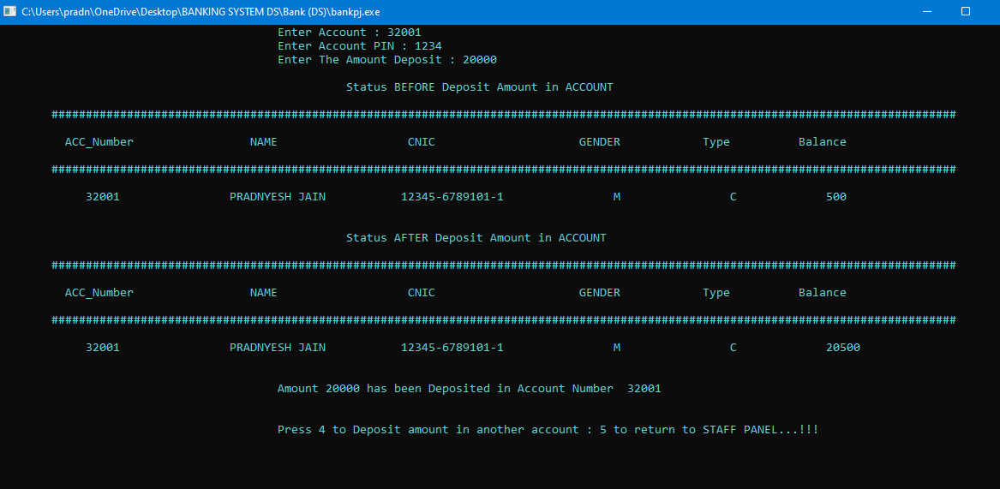 C:\Users\pradn\OneDrive\Desktop\BANKING SYSTEM DS\Bank (DS)\bankpj.exe
Enter Account : 32001
Enter Account PIN : 1234
Enter The Amount Deposit : 20000
Status BEFORE Deposit Amount in ACCOUNT
####################################################################################################################################
ACC_Number NAME CNIC GENDER Type Balance
####################################################################################################################################
32001 PRADNYESH JAIN 12345-6789101-1 M C 500
Status AFTER Deposit Amount in ACCOUNT
####################################################################################################################################
ACC_Number NAME CNIC GENDER Type Balance
####################################################################################################################################
32001 PRADNYESH JAIN 12345-6789101-1 M C 20500
Amount 20000 has been Deposited in Account Number 32001
Press 4 to Deposit amount in another account : 5 to return to STAFF PANEL...!!!